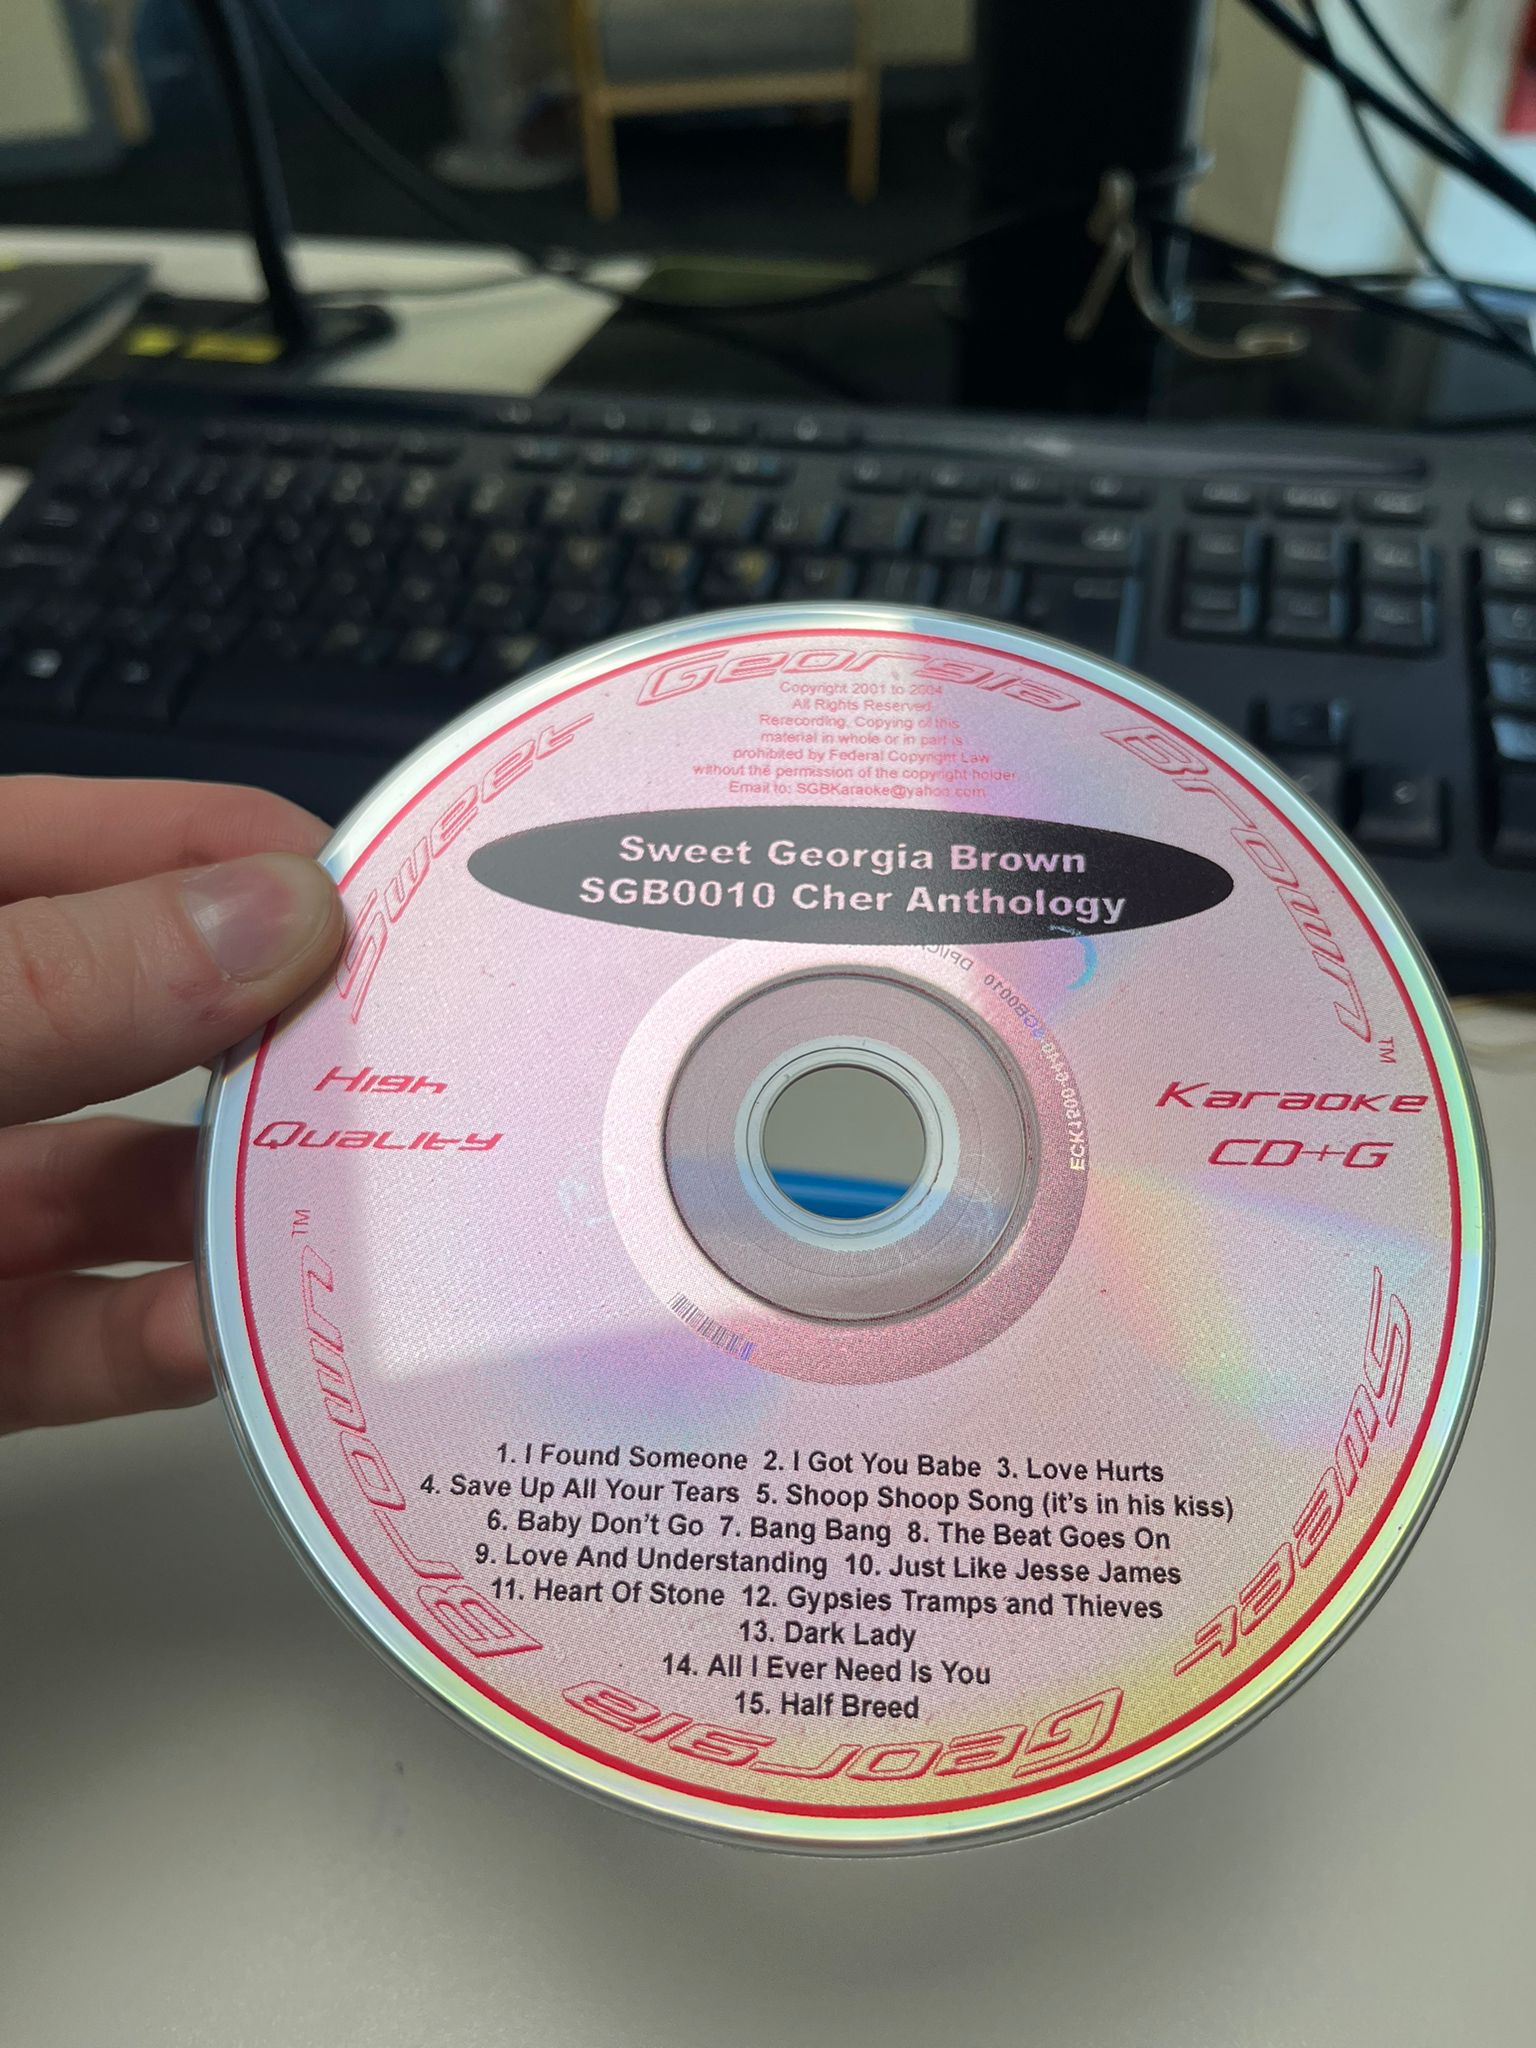 Sweet Georgia Brown™
Copyright 2001 to 2004
All Rights Reserved
Rerecording, Copying of this
material in whole or in part is
prohibited by Federal Copyright Law
without the permission of the copyright holder
Email to: SGBKaraoke@yahoo.com
Sweet Georgia Brown
SGB0010 Cher Anthology
SGB0010
High
Quality
Karaoke
CD+G
1. I Found Someone 2. I Got You Babe 3. Love Hurts
4. Save Up All Your Tears 5. Shoop Shoop Song (it's in his kiss)
6. Baby Don't Go 7. Bang Bang 8. The Beat Goes On
9. Love And Understanding 10. Just Like Jesse James
11. Heart Of Stone 12. Gypsies Tramps and Thieves
13. Dark Lady
14. All I Ever Need Is You
15. Half Breed
Sweet Georgia Brown™